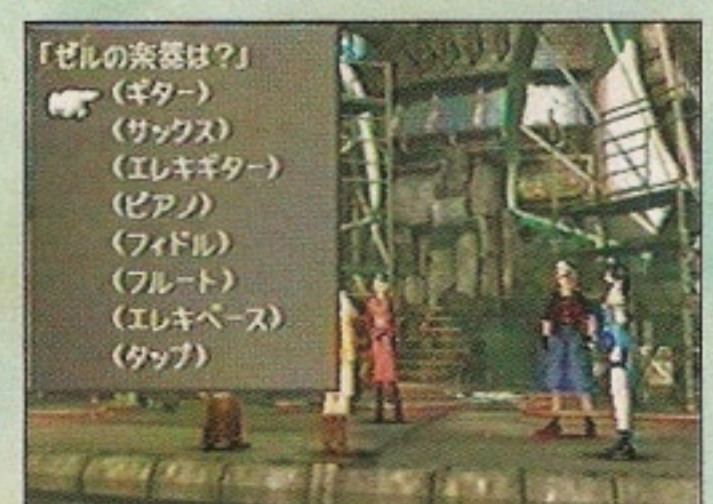 「ゼルの楽器は？」
（ギター）
（サックス）
（エレキギター）
（ピアノ）
（フィドル）
（フルート）
（エレキベース）
（タップ）